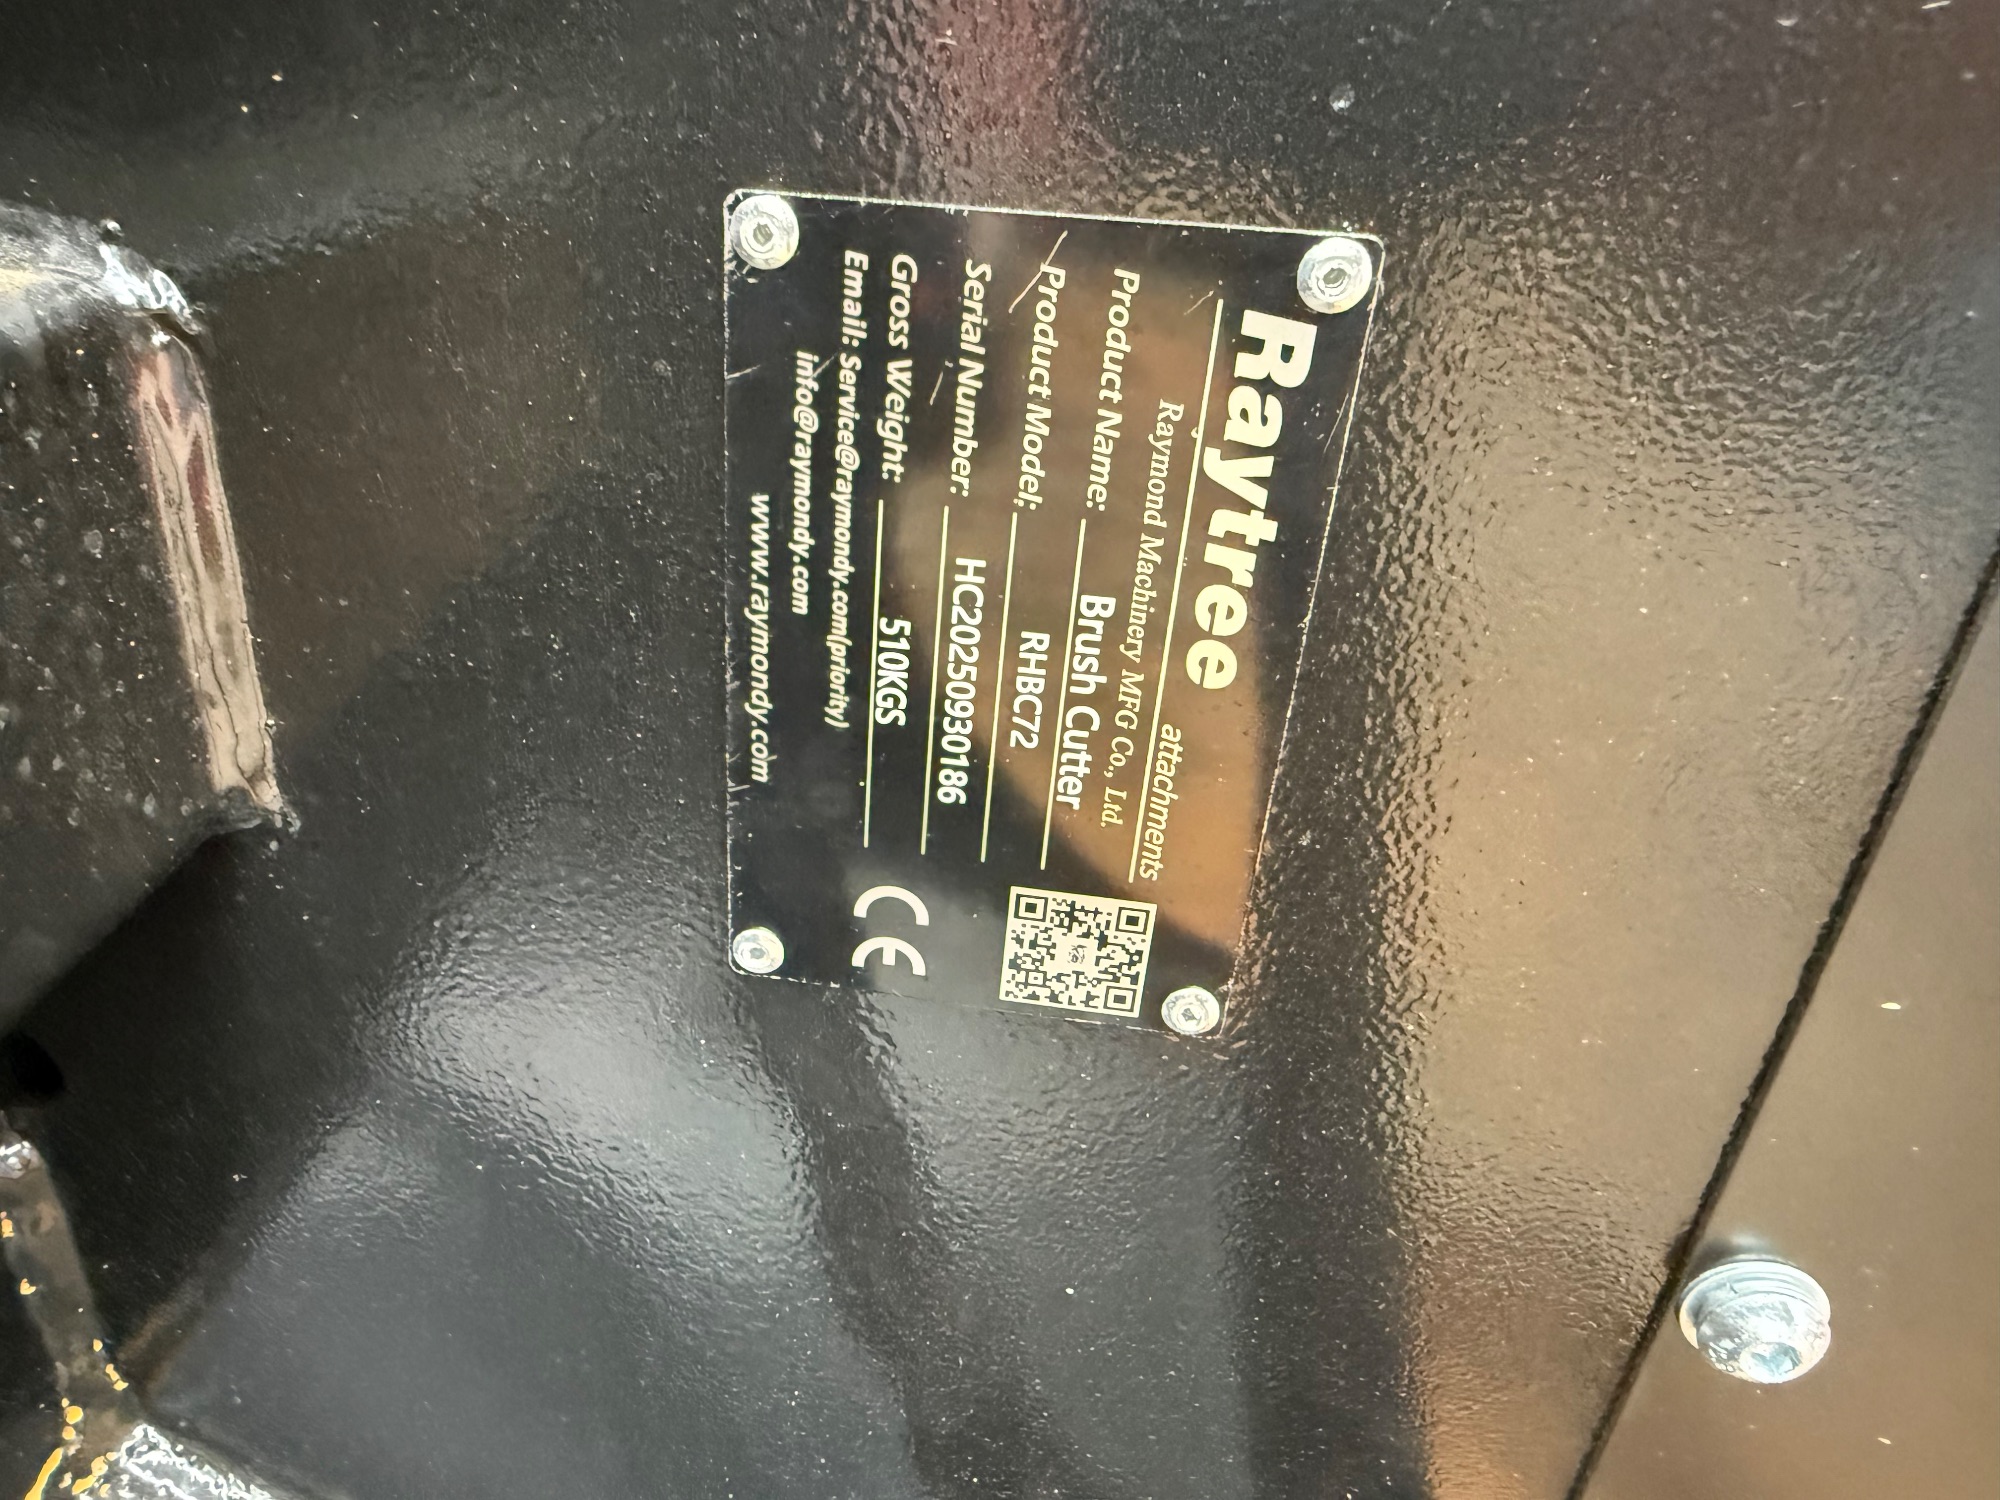 Raytree attachments
Raymond Machinery MFG Co., Ltd.
Product Name: Brush Cutter
Product Model: RHBC72
Serial Number: HC20250930186
Gross Weight: 510KGS
Email: Service@raymondy.com(priority)
info@raymondy.com
www.raymondy.com
CE